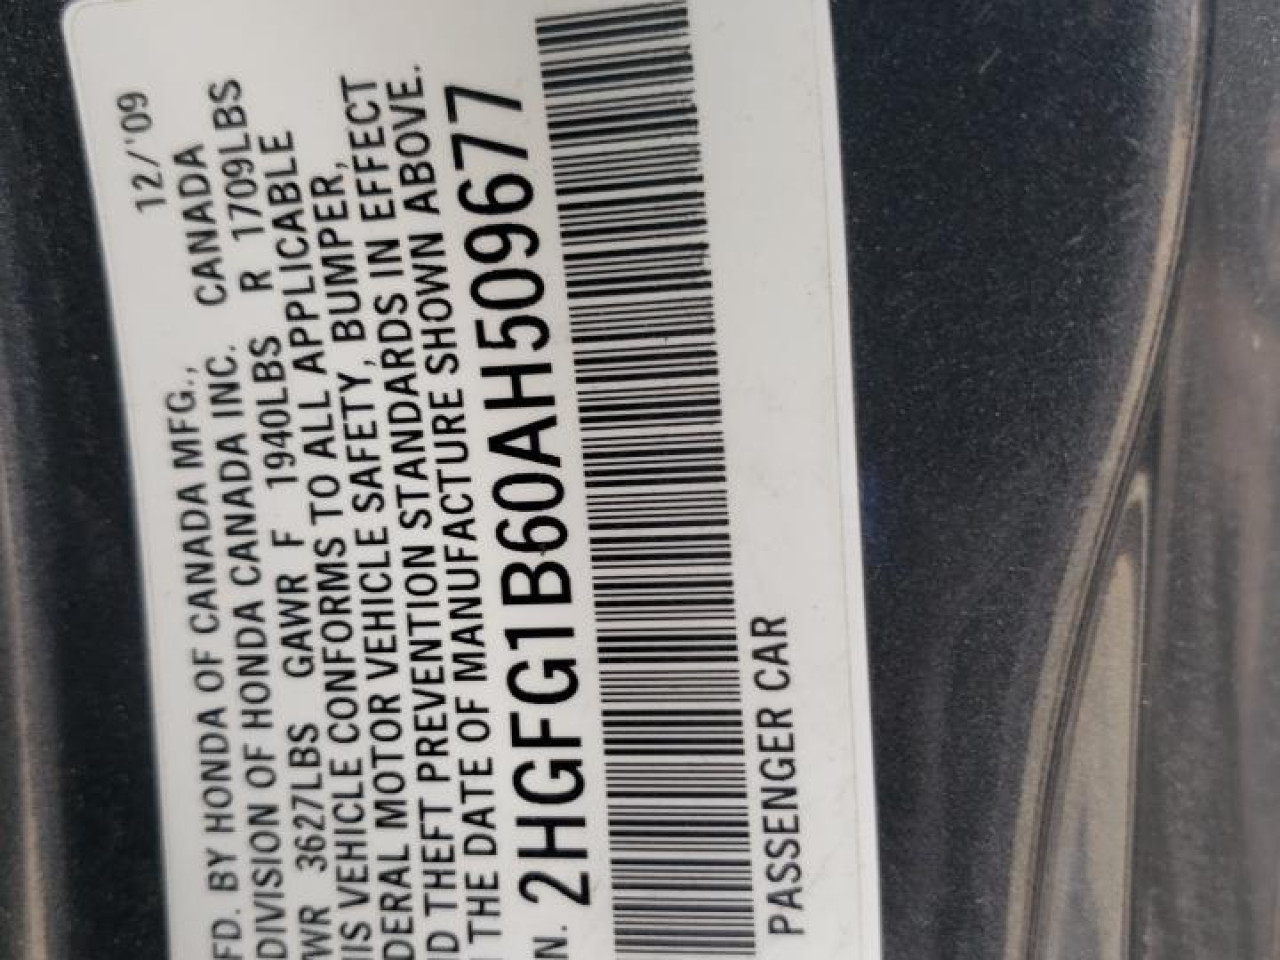 12/'09
FD. BY HONDA OF CANADA MFG., CANADA
DIVISION OF HONDA CANADA INC.
WR 3627LBS GAWR F 1940LBS R 1709LBS
IS VEHICLE CONFORMS TO ALL APPLICABLE
DERAL MOTOR VEHICLE SAFETY, BUMPER,
D THEFT PREVENTION STANDARDS IN EFFECT
THE DATE OF MANUFACTURE SHOWN ABOVE.
N. 2HGFG1B60AH509677
PASSENGER CAR